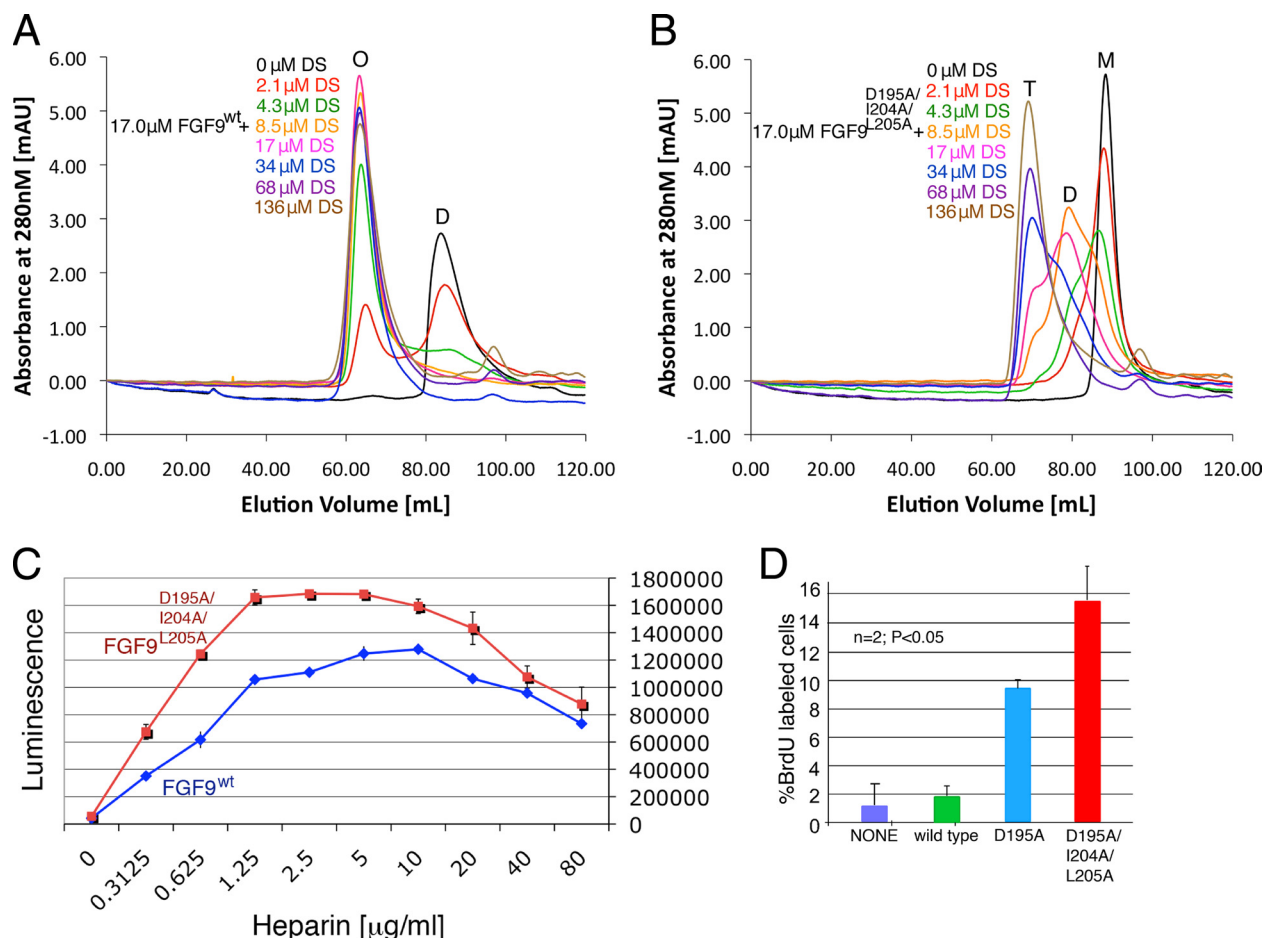 A
6.00
5.00
4.00
3.00
2.00
1.00
0.00
-1.00
Absorbance at 280nM [mAU]
0.00 20.00 40.00 60.00 80.00 100.00 120.00
Elution Volume [mL]
17.0µM FGF9wt+
0 µM DS
2.1 µM DS
4.3 µM DS
8.5 µM DS
17 µM DS
34 µM DS
68 µM DS
136 µM DS
O
D
B
6.00
5.00
4.00
3.00
2.00
1.00
0.00
-1.00
Absorbance at 280nM [mAU]
0.00 20.00 40.00 60.00 80.00 100.00 120.00
Elution Volume [mL]
17.0µM FGF9
D195A/
I204A/
L205A
+
0 µM DS
2.1 µM DS
4.3 µM DS
8.5 µM DS
17 µM DS
34 µM DS
68 µM DS
136 µM DS
T
D
M
C
Luminescence
1800000
1600000
1400000
1200000
1000000
800000
600000
400000
200000
0
FGF9
D195A/
I204A/
L205A
FGF9wt
0 0.3125 0.625 1.25 2.5 5 10 20 40 80
Heparin [µg/ml]
D
%BrdU labeled cells
16
14
12
10
8
6
4
2
0
n=2; P<0.05
NONE wild type D195A D195A/
I204A/
L205A